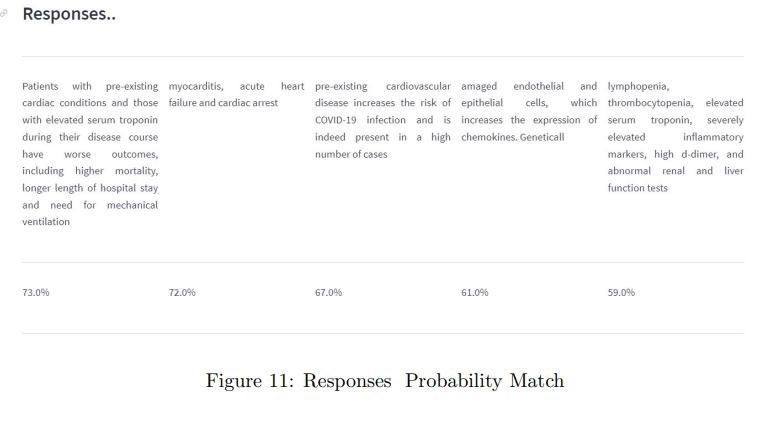 Responses..
Patients with pre-existing
cardiac conditions and those
with elevated serum troponin
during their disease course
have worse outcomes,
including higher mortality,
longer length of hospital stay
and need for mechanical
ventilation
myocarditis, acute heart
failure and cardiac arrest
pre-existing cardiovascular
disease increases the risk of
COVID-19 infection and is
indeed present in a high
number of cases
amaged endothelial and
epithelial cells, which
increases the expression of
chemokines. Geneticall
lymphopenia,
thrombocytopenia, elevated
serum troponin, severely
elevated inflammatory
markers, high d-dimer, and
abnormal renal and liver
function tests
73.0%
72.0%
67.0%
61.0%
59.0%
Figure 11: Responses Probability Match